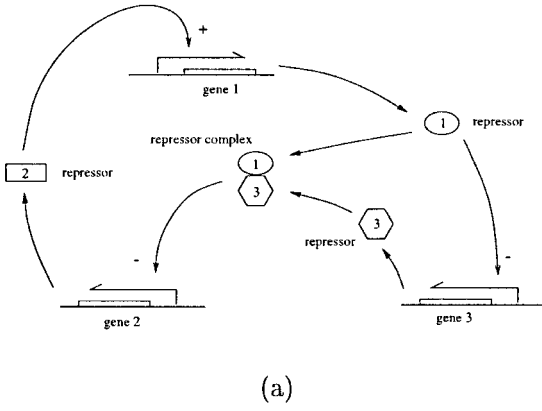 +
gene 1
1
repressor
repressor complex
1
3
2
repressor
3
repressor
-
-
gene 2
gene 3
(a)